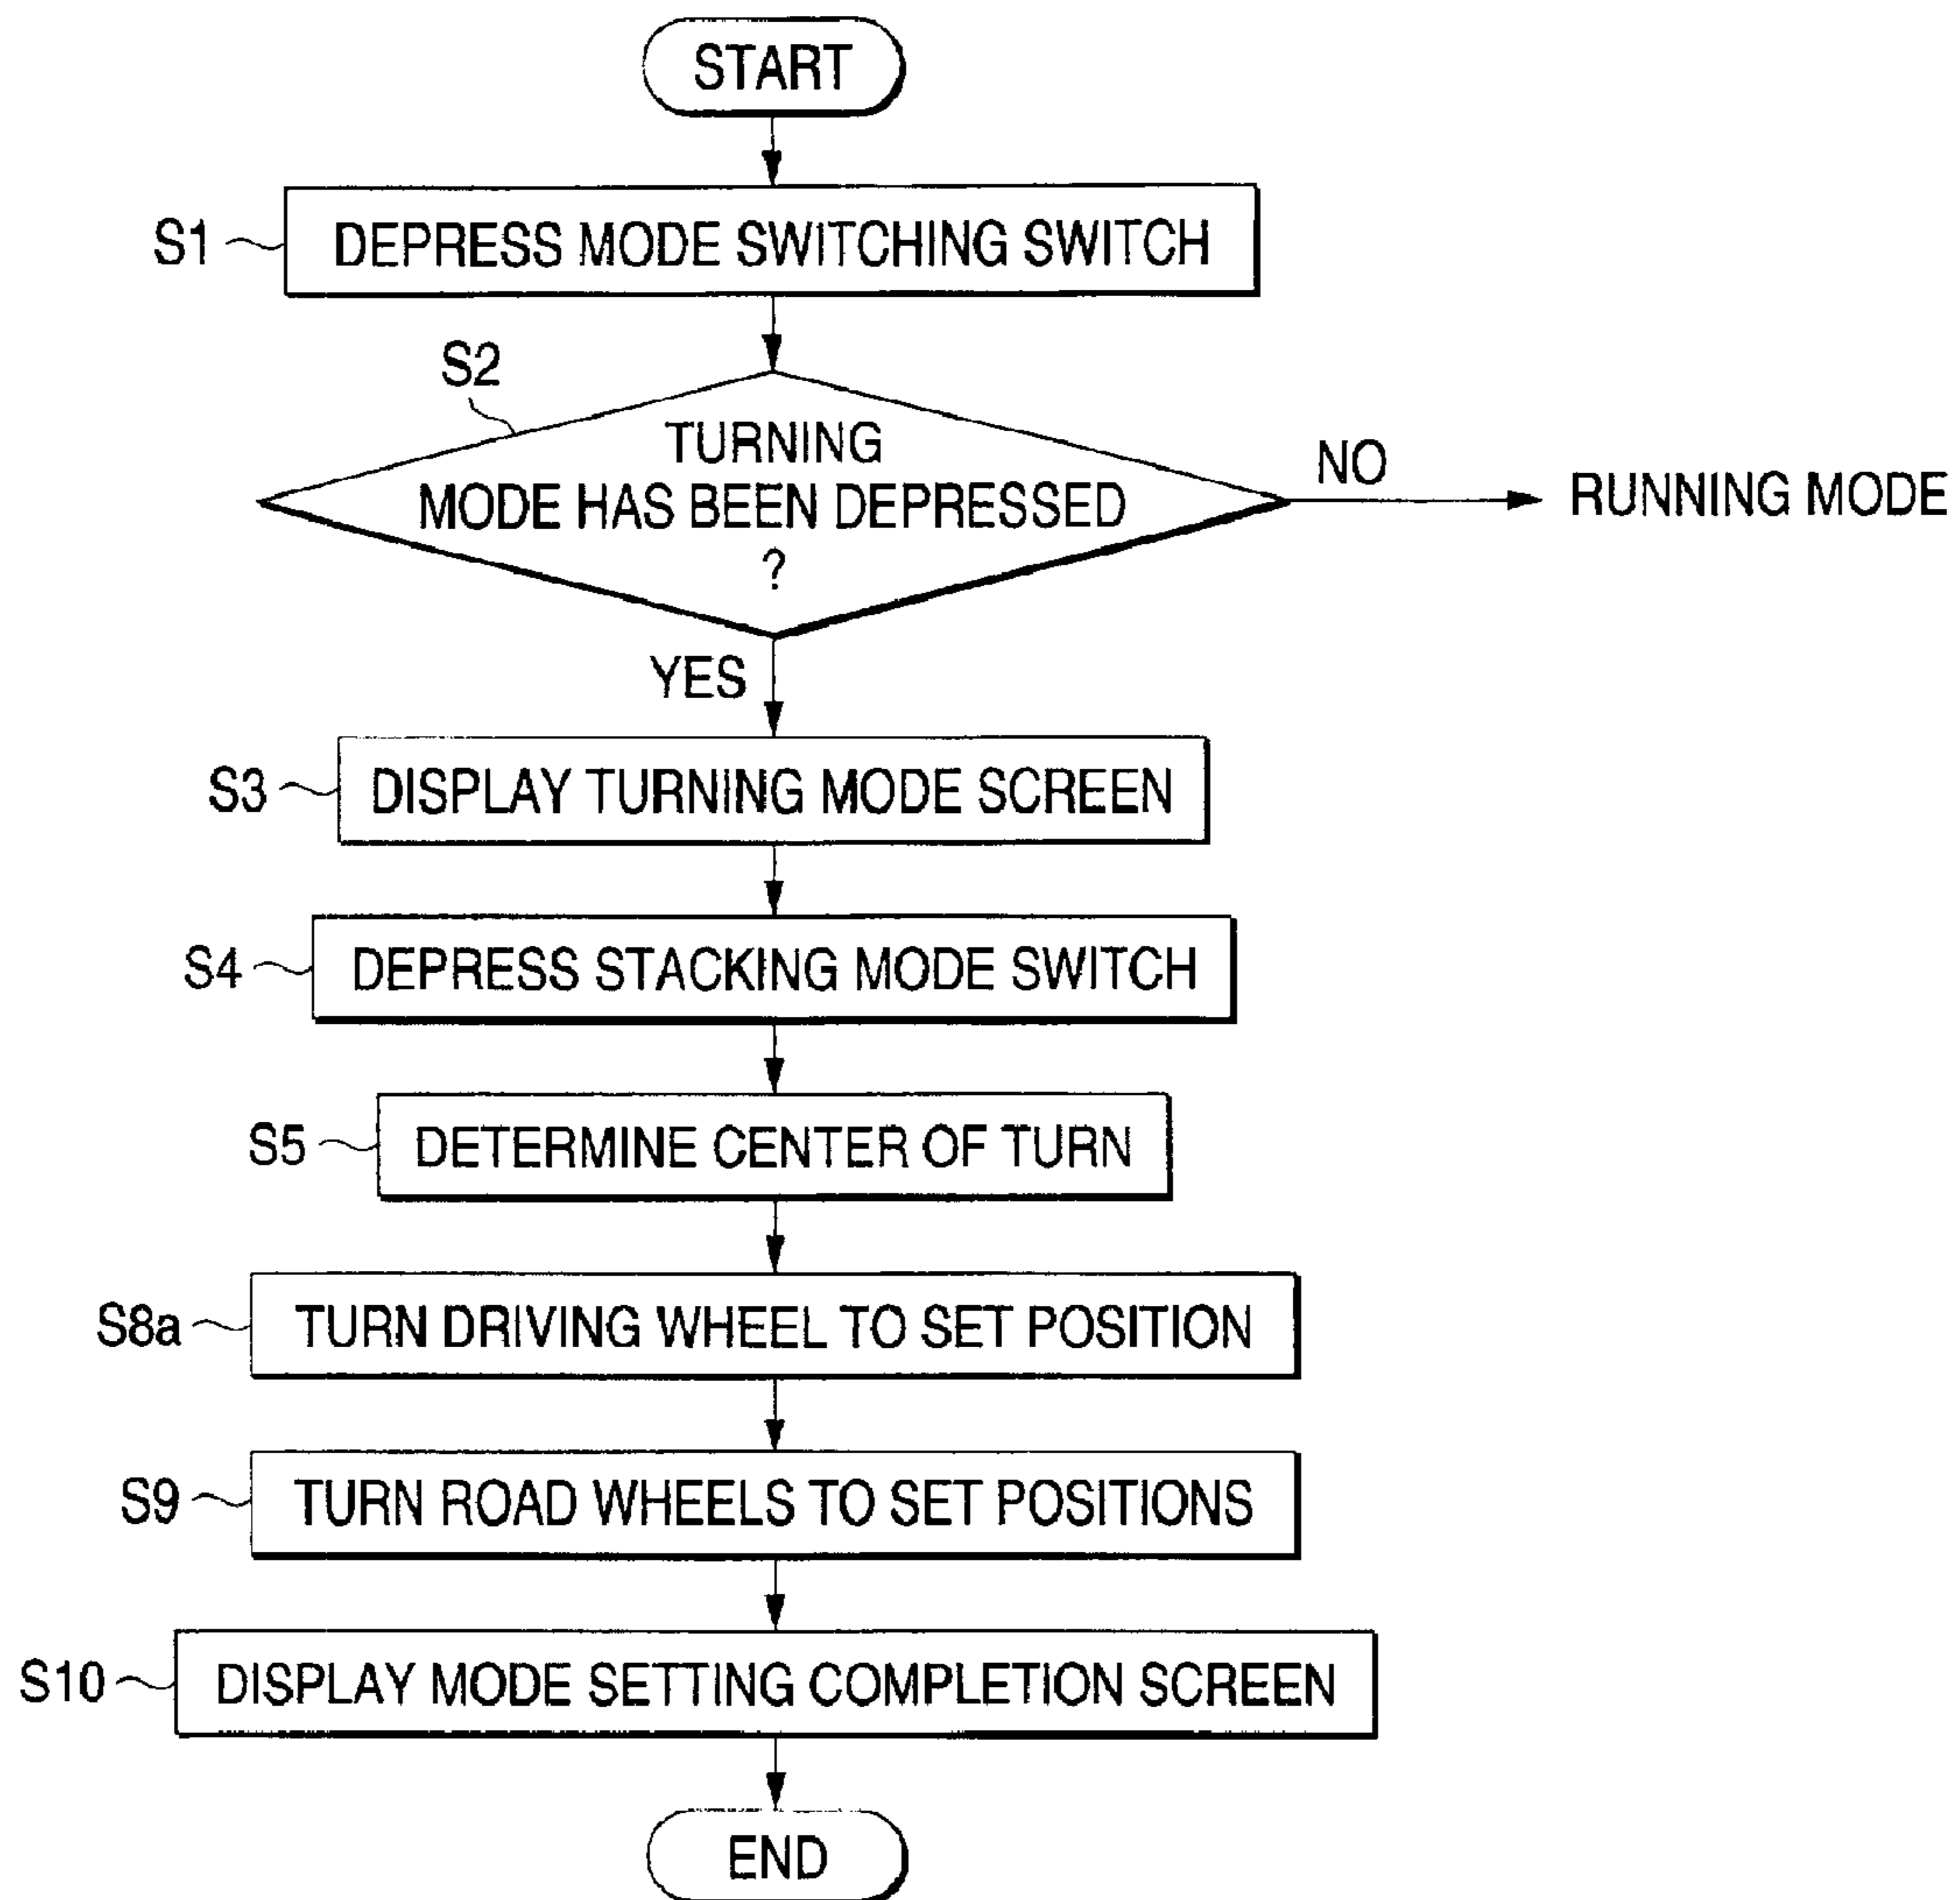 START
S1
DEPRESS MODE SWITCHING SWITCH
S2
TURNING
MODE HAS BEEN DEPRESSED
?
NO
RUNNING MODE
YES
S3
DISPLAY TURNING MODE SCREEN
S4
DEPRESS STACKING MODE SWITCH
S5
DETERMINE CENTER OF TURN
S8a
TURN DRIVING WHEEL TO SET POSITION
S9
TURN ROAD WHEELS TO SET POSITIONS
S10
DISPLAY MODE SETTING COMPLETION SCREEN
END